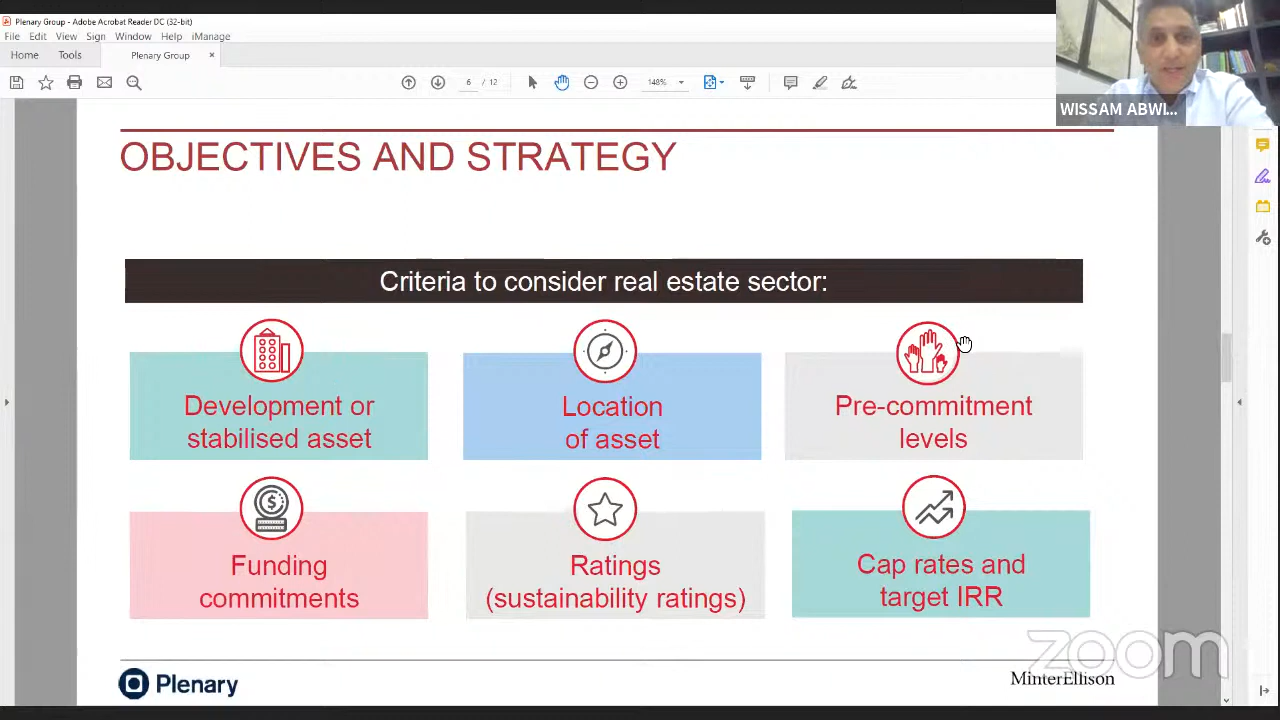 Plenary Group - Adobe Acrobat Reader DC (32-bit)
File Edit View Sign Window Help iManage
Home Tools Plenary Group ×
6 / 12 148%
WISSAM ABWI...
OBJECTIVES AND STRATEGY
Criteria to consider real estate sector:
Development or
stabilised asset
Location
of asset
Pre-commitment
levels
Funding
commitments
Ratings
(sustainability ratings)
Cap rates and
target IRR
zoom
Plenary
MinterEllison